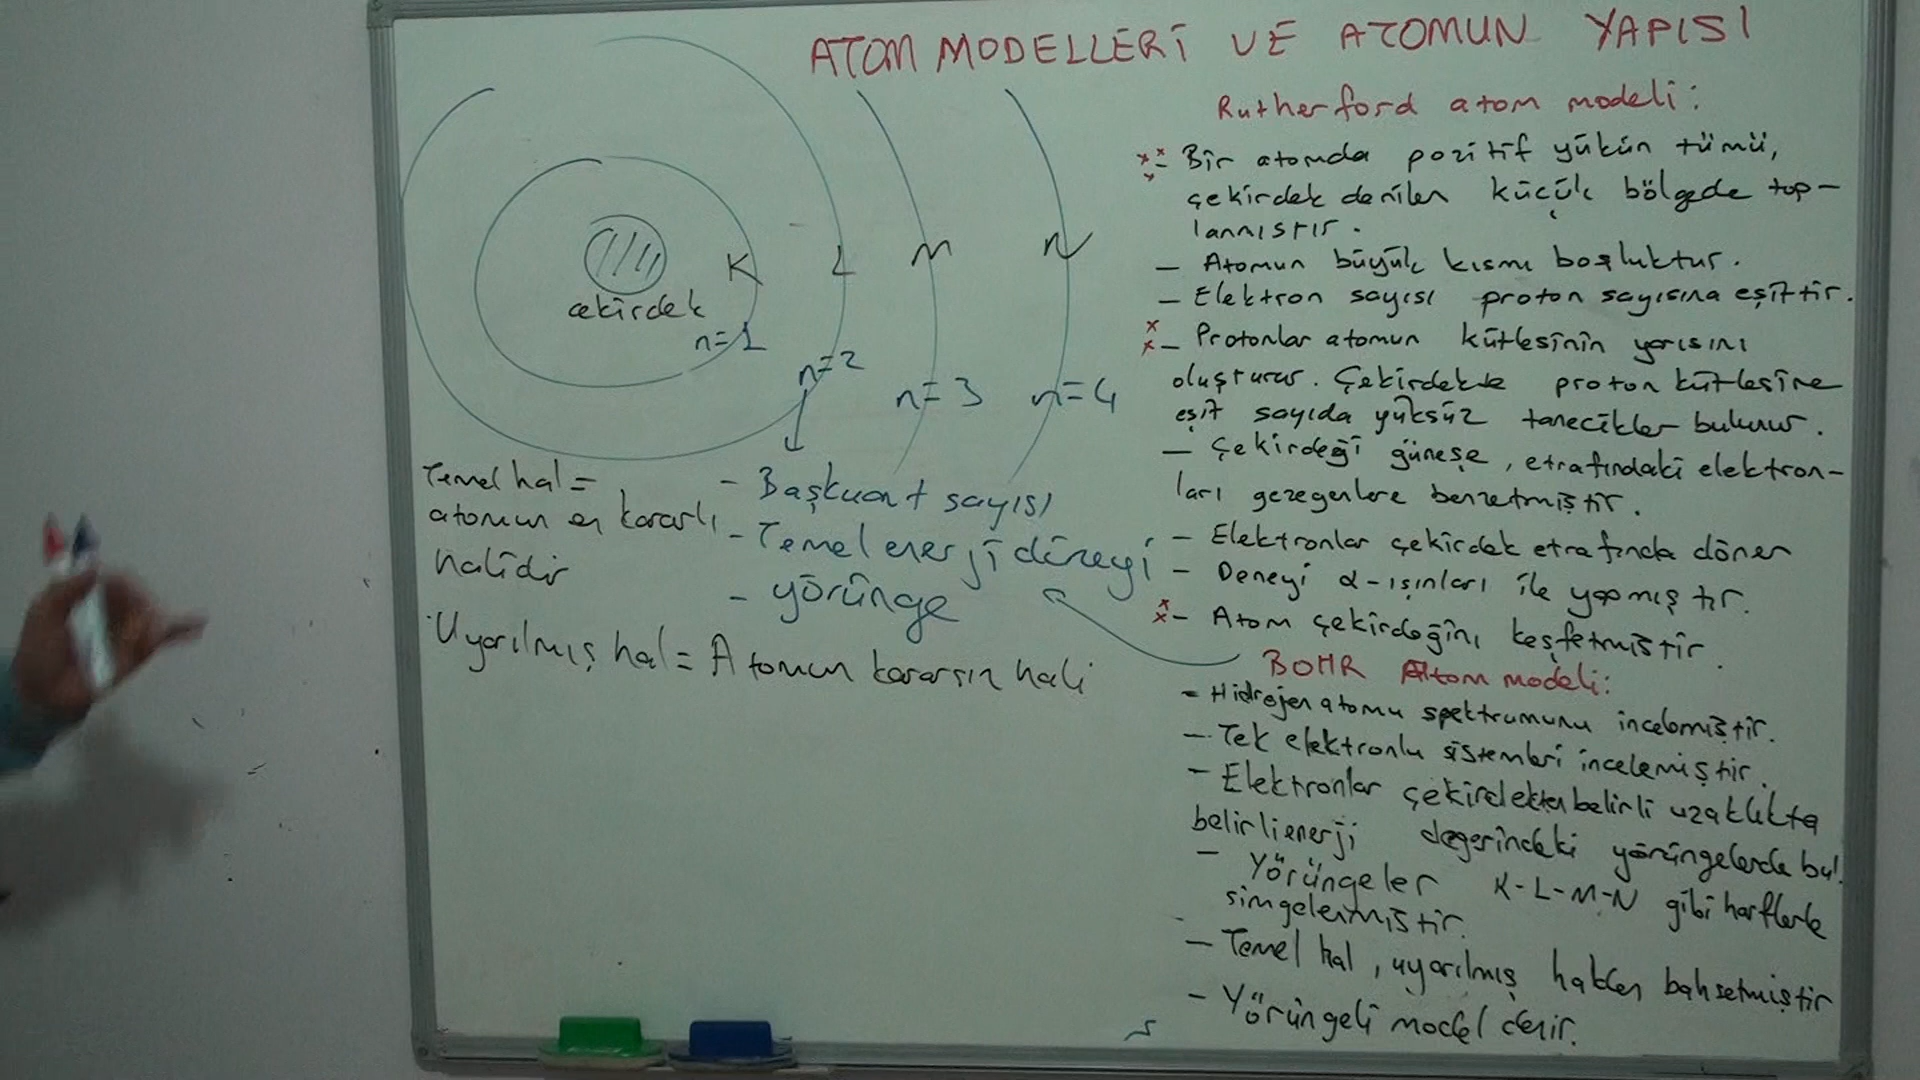 ATOM MODELLERİ VE ATOMUN YAPISI
Rutherford atom modeli:
- Bir atomda pozitif yükün tümü,
çekirdek denilen küçük bölgede top-
lanmıştır.
- Atomun büyük kısmı boşluktur.
- Elektron sayısı proton sayısına eşittir.
- Protonlar atomun kütlesinin yarısını
oluşturur. Çekirdekte proton kütlesine
eşit sayıda yüksüz tanecikler bulunur.
- Çekirdeği güneşe, etrafındaki elektron-
ları gezegenlere benzetmiştir.
- Elektronlar çekirdek etrafında döner
- Deneyi α-ışınları ile yapmıştır.
- Atom çekirdeğini keşfetmiştir.
BOHR Atom modeli:
- Hidrojen atomu spektrumunu incelemiştir.
- Tek elektronlu sistemleri incelemiştir.
- Elektronlar çekirdekten belirli uzaklıkta
belirli enerji değerindeki yörüngelerde bul.
- Yörüngeler K-L-M-N gibi harflerle
simgelenmiştir.
- Temel hal, uyarılmış halden bahsetmiştir
- Yörüngeli model denir.
K L M N
çekirdek
n=1
n=2
n=3 n=4
- Başkuant sayısı
- Temel enerji düzeyi
- yörünge
Temel hal =
atomun en kararlı
halidir
Uyarılmış hal = Atomun kararsız hali